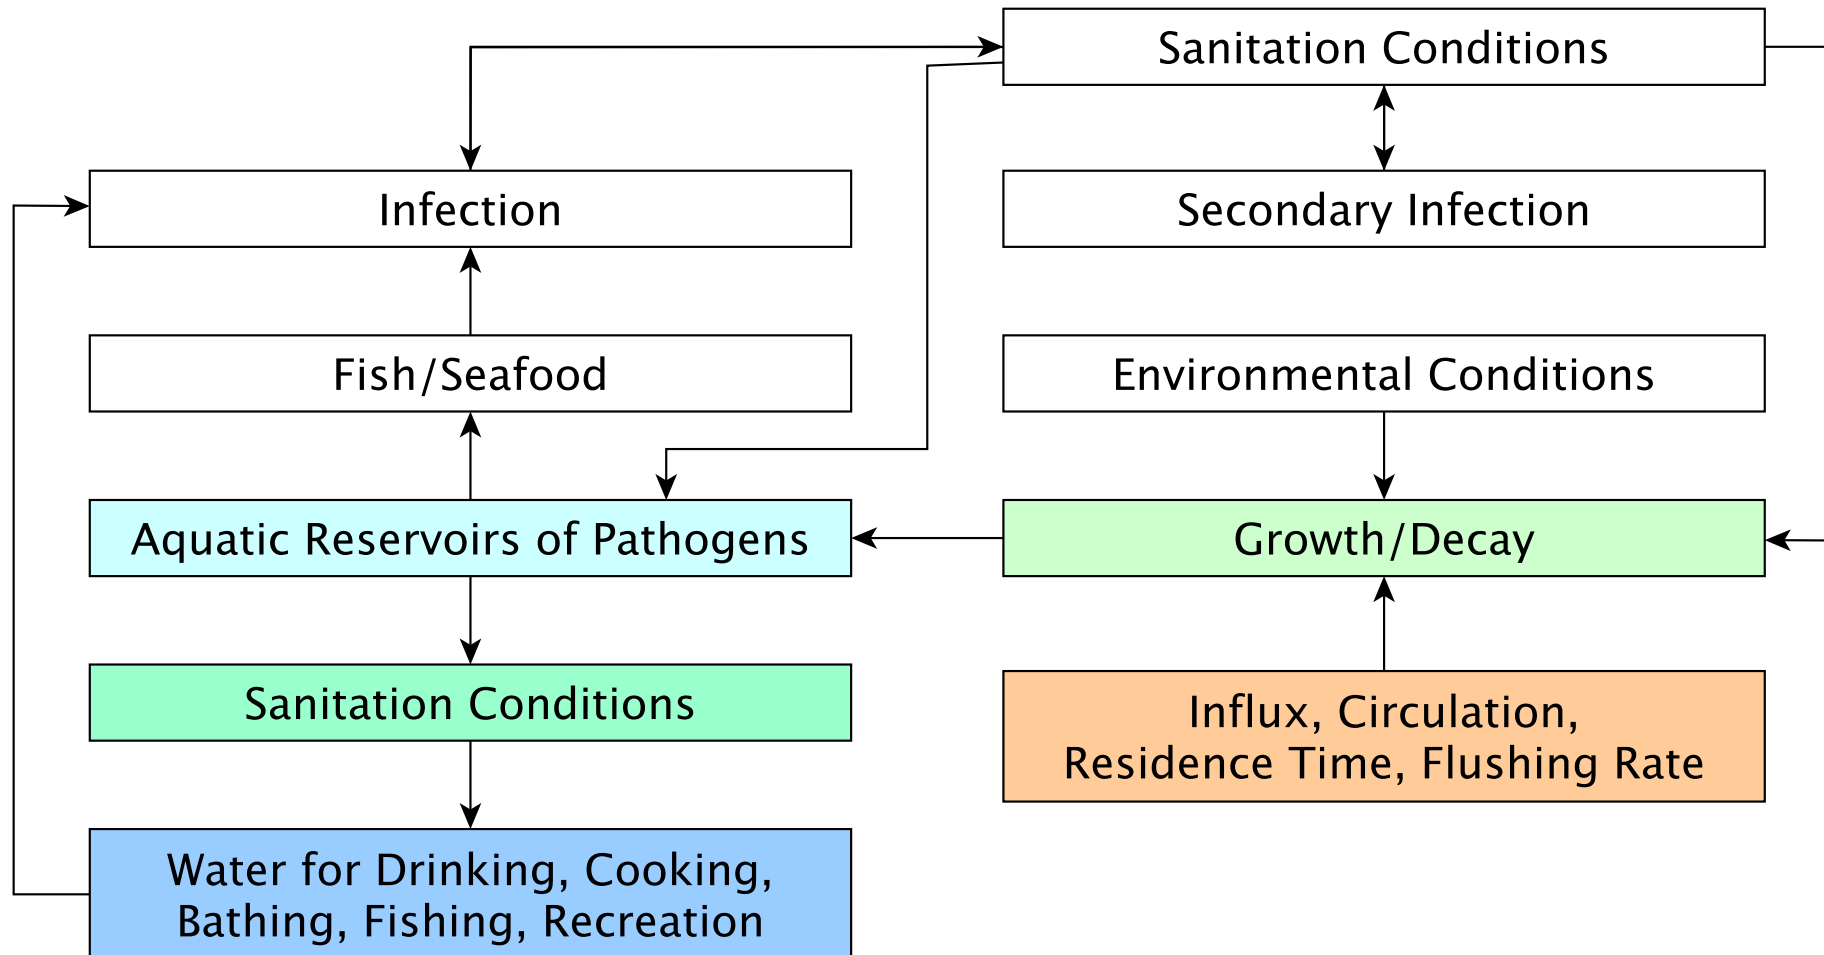 Sanitation Conditions
Infection
Secondary Infection
Fish/Seafood
Environmental Conditions
Aquatic Reservoirs of Pathogens
Growth/Decay
Sanitation Conditions
Influx, Circulation,
Residence Time, Flushing Rate
Water for Drinking, Cooking,
Bathing, Fishing, Recreation